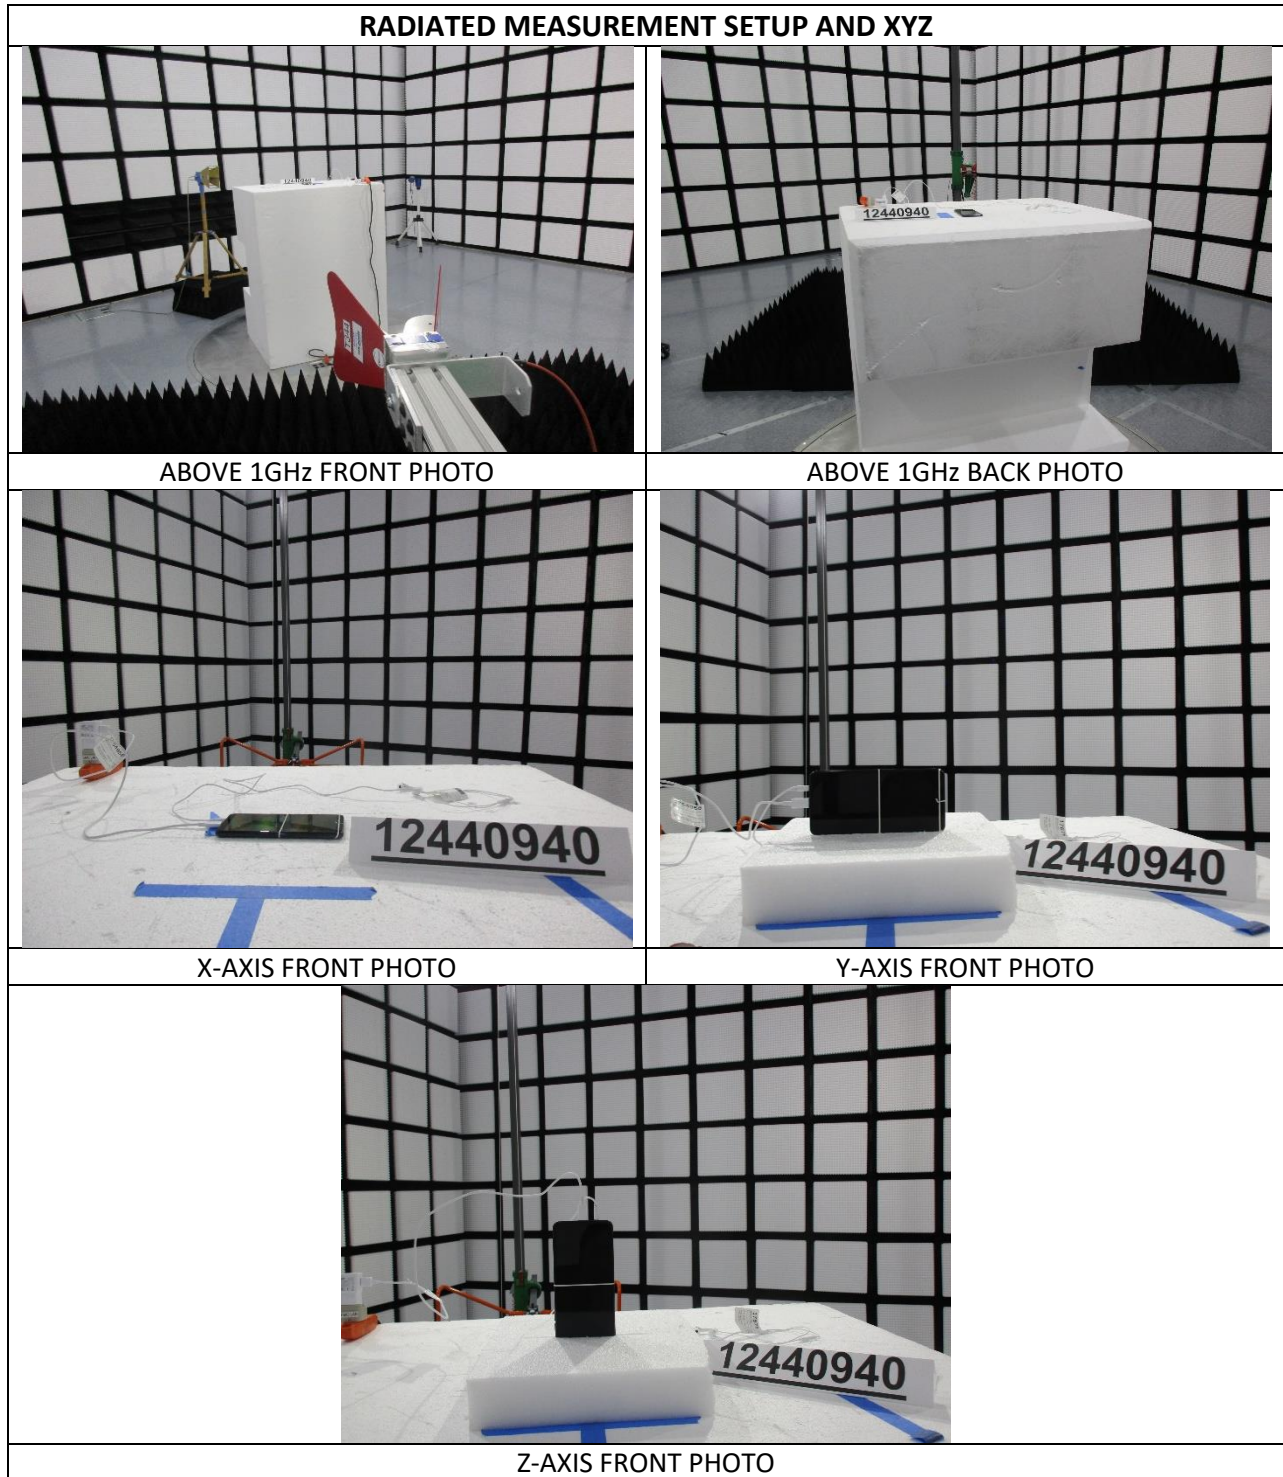 RADIATED MEASUREMENT SETUP AND XYZ
12440940
12440940
ABOVE 1GHz FRONT PHOTO
ABOVE 1GHz BACK PHOTO
12440940
12440940
X-AXIS FRONT PHOTO
Y-AXIS FRONT PHOTO
12440940
Z-AXIS FRONT PHOTO